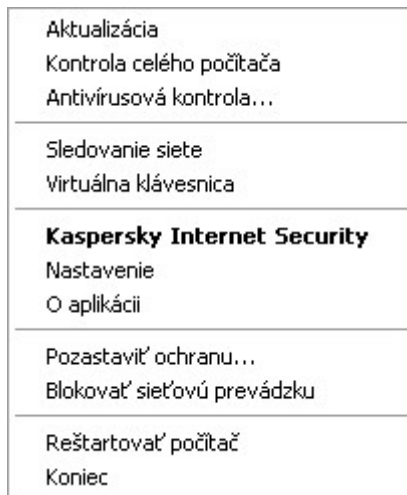 Aktualizácia
Kontrola celého počítača
Antivírusová kontrola...
Sledovanie siete
Virtuálna klávesnica
Kaspersky Internet Security
Nastavenie
O aplikácii
Pozastaviť ochranu...
Blokovať sieťovú prevádzku
Reštartovať počítač
Koniec